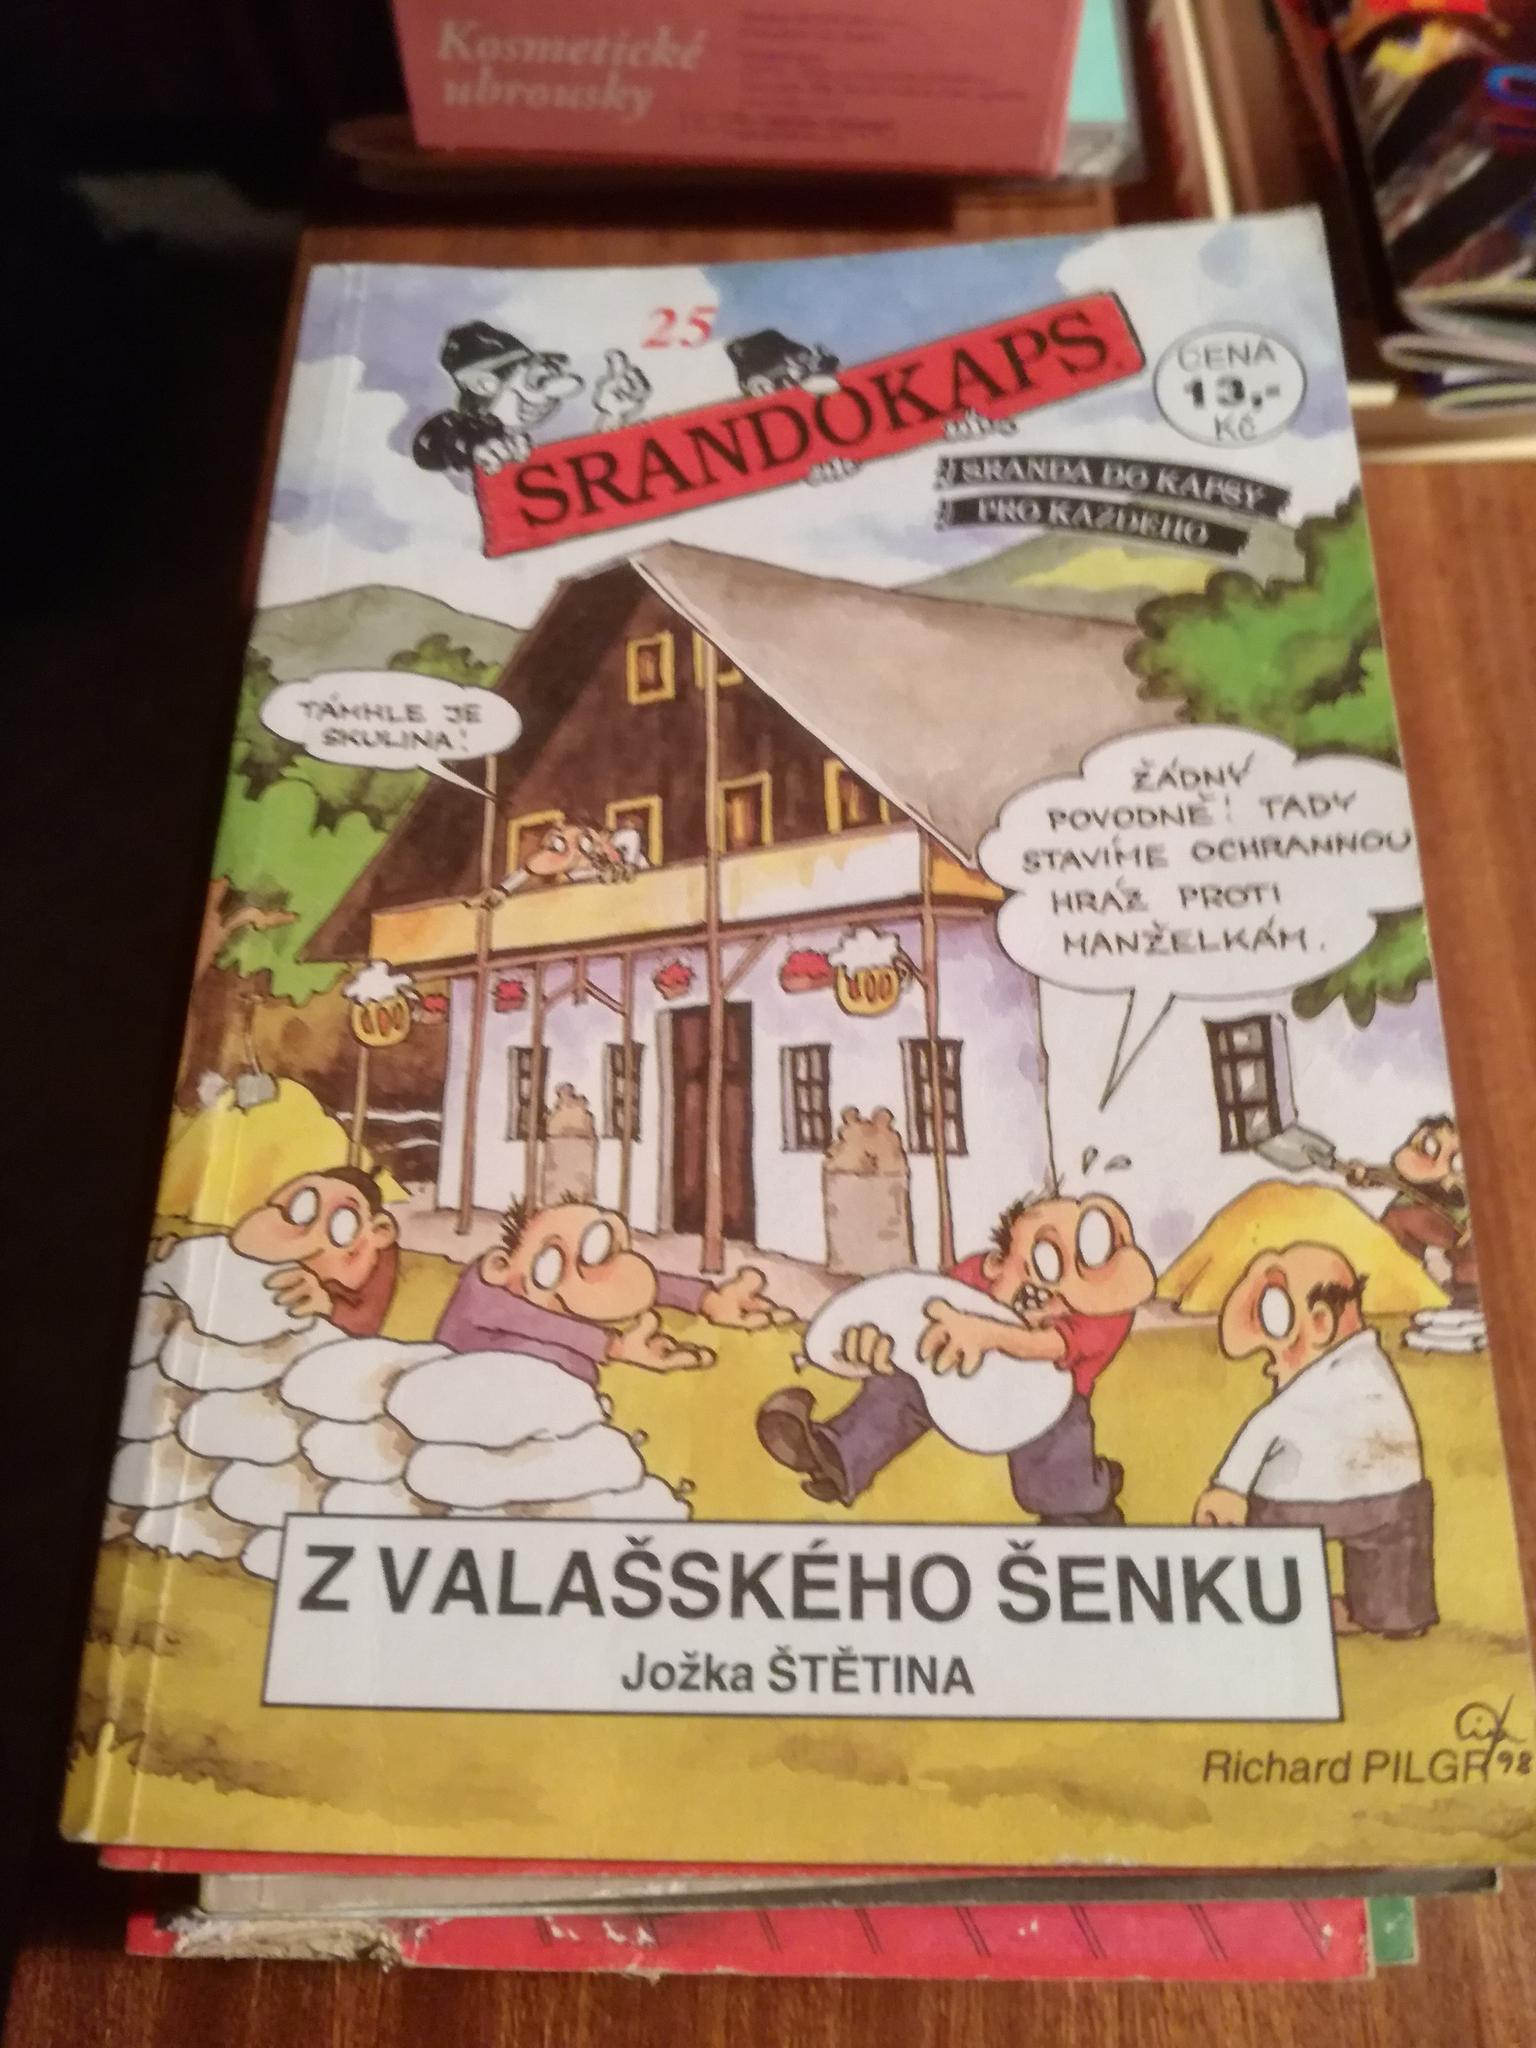 Kosmetické
ubrousky
25
SRANDOKAPS
CENA
13,-
Kč
SRANDA DO KAPSY
PRO KAŽDÉHO
TÁMHLE JE
SKULINA!
ŽÁDNÝ
POVODNĚ! TADY
STAVÍME OCHRANNOU
HRÁZ PROTI
MANŽELKÁM.
Z VALAŠSKÉHO ŠENKU
Jožka ŠTĚTINA
Richard PILGR
98